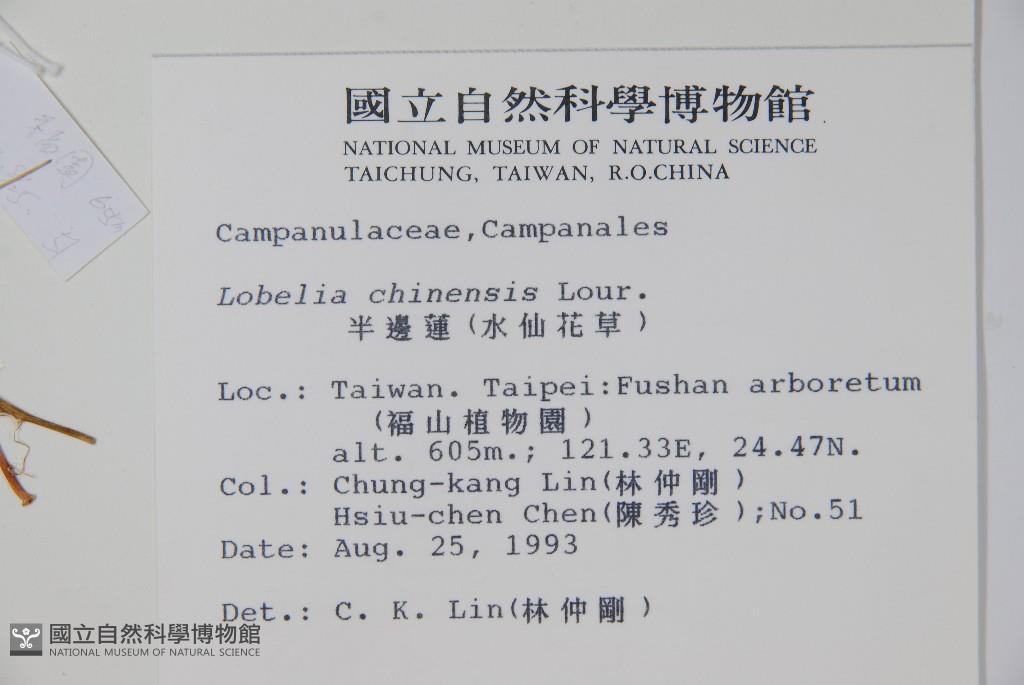 國立自然科學博物館
NATIONAL MUSEUM OF NATURAL SCIENCE
TAICHUNG, TAIWAN, R.O.CHINA
Campanulaceae,Campanales
Lobelia chinensis Lour.
半邊蓮(水仙花草)
Loc.: Taiwan. Taipei:Fushan arboretum
(福山植物園)
alt. 605m.; 121.33E, 24.47N.
Col.: Chung-kang Lin(林仲剛)
Hsiu-chen Chen(陳秀珍);No.51
Date: Aug. 25, 1993
Det.: C. K. Lin(林仲剛)
605m
51
國立自然科學博物館
NATIONAL MUSEUM OF NATURAL SCIENCE